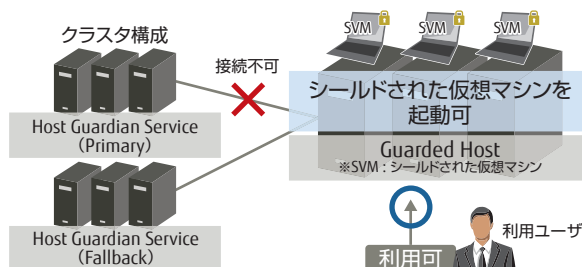 クラスタ構成
接続不可
SVM
SVM
SVM
シールドされた仮想マシンを
起動可
Host Guardian Service
(Primary)
Guarded Host
※SVM : シールドされた仮想マシン
Host Guardian Service
(Fallback)
利用ユーザ
利用可